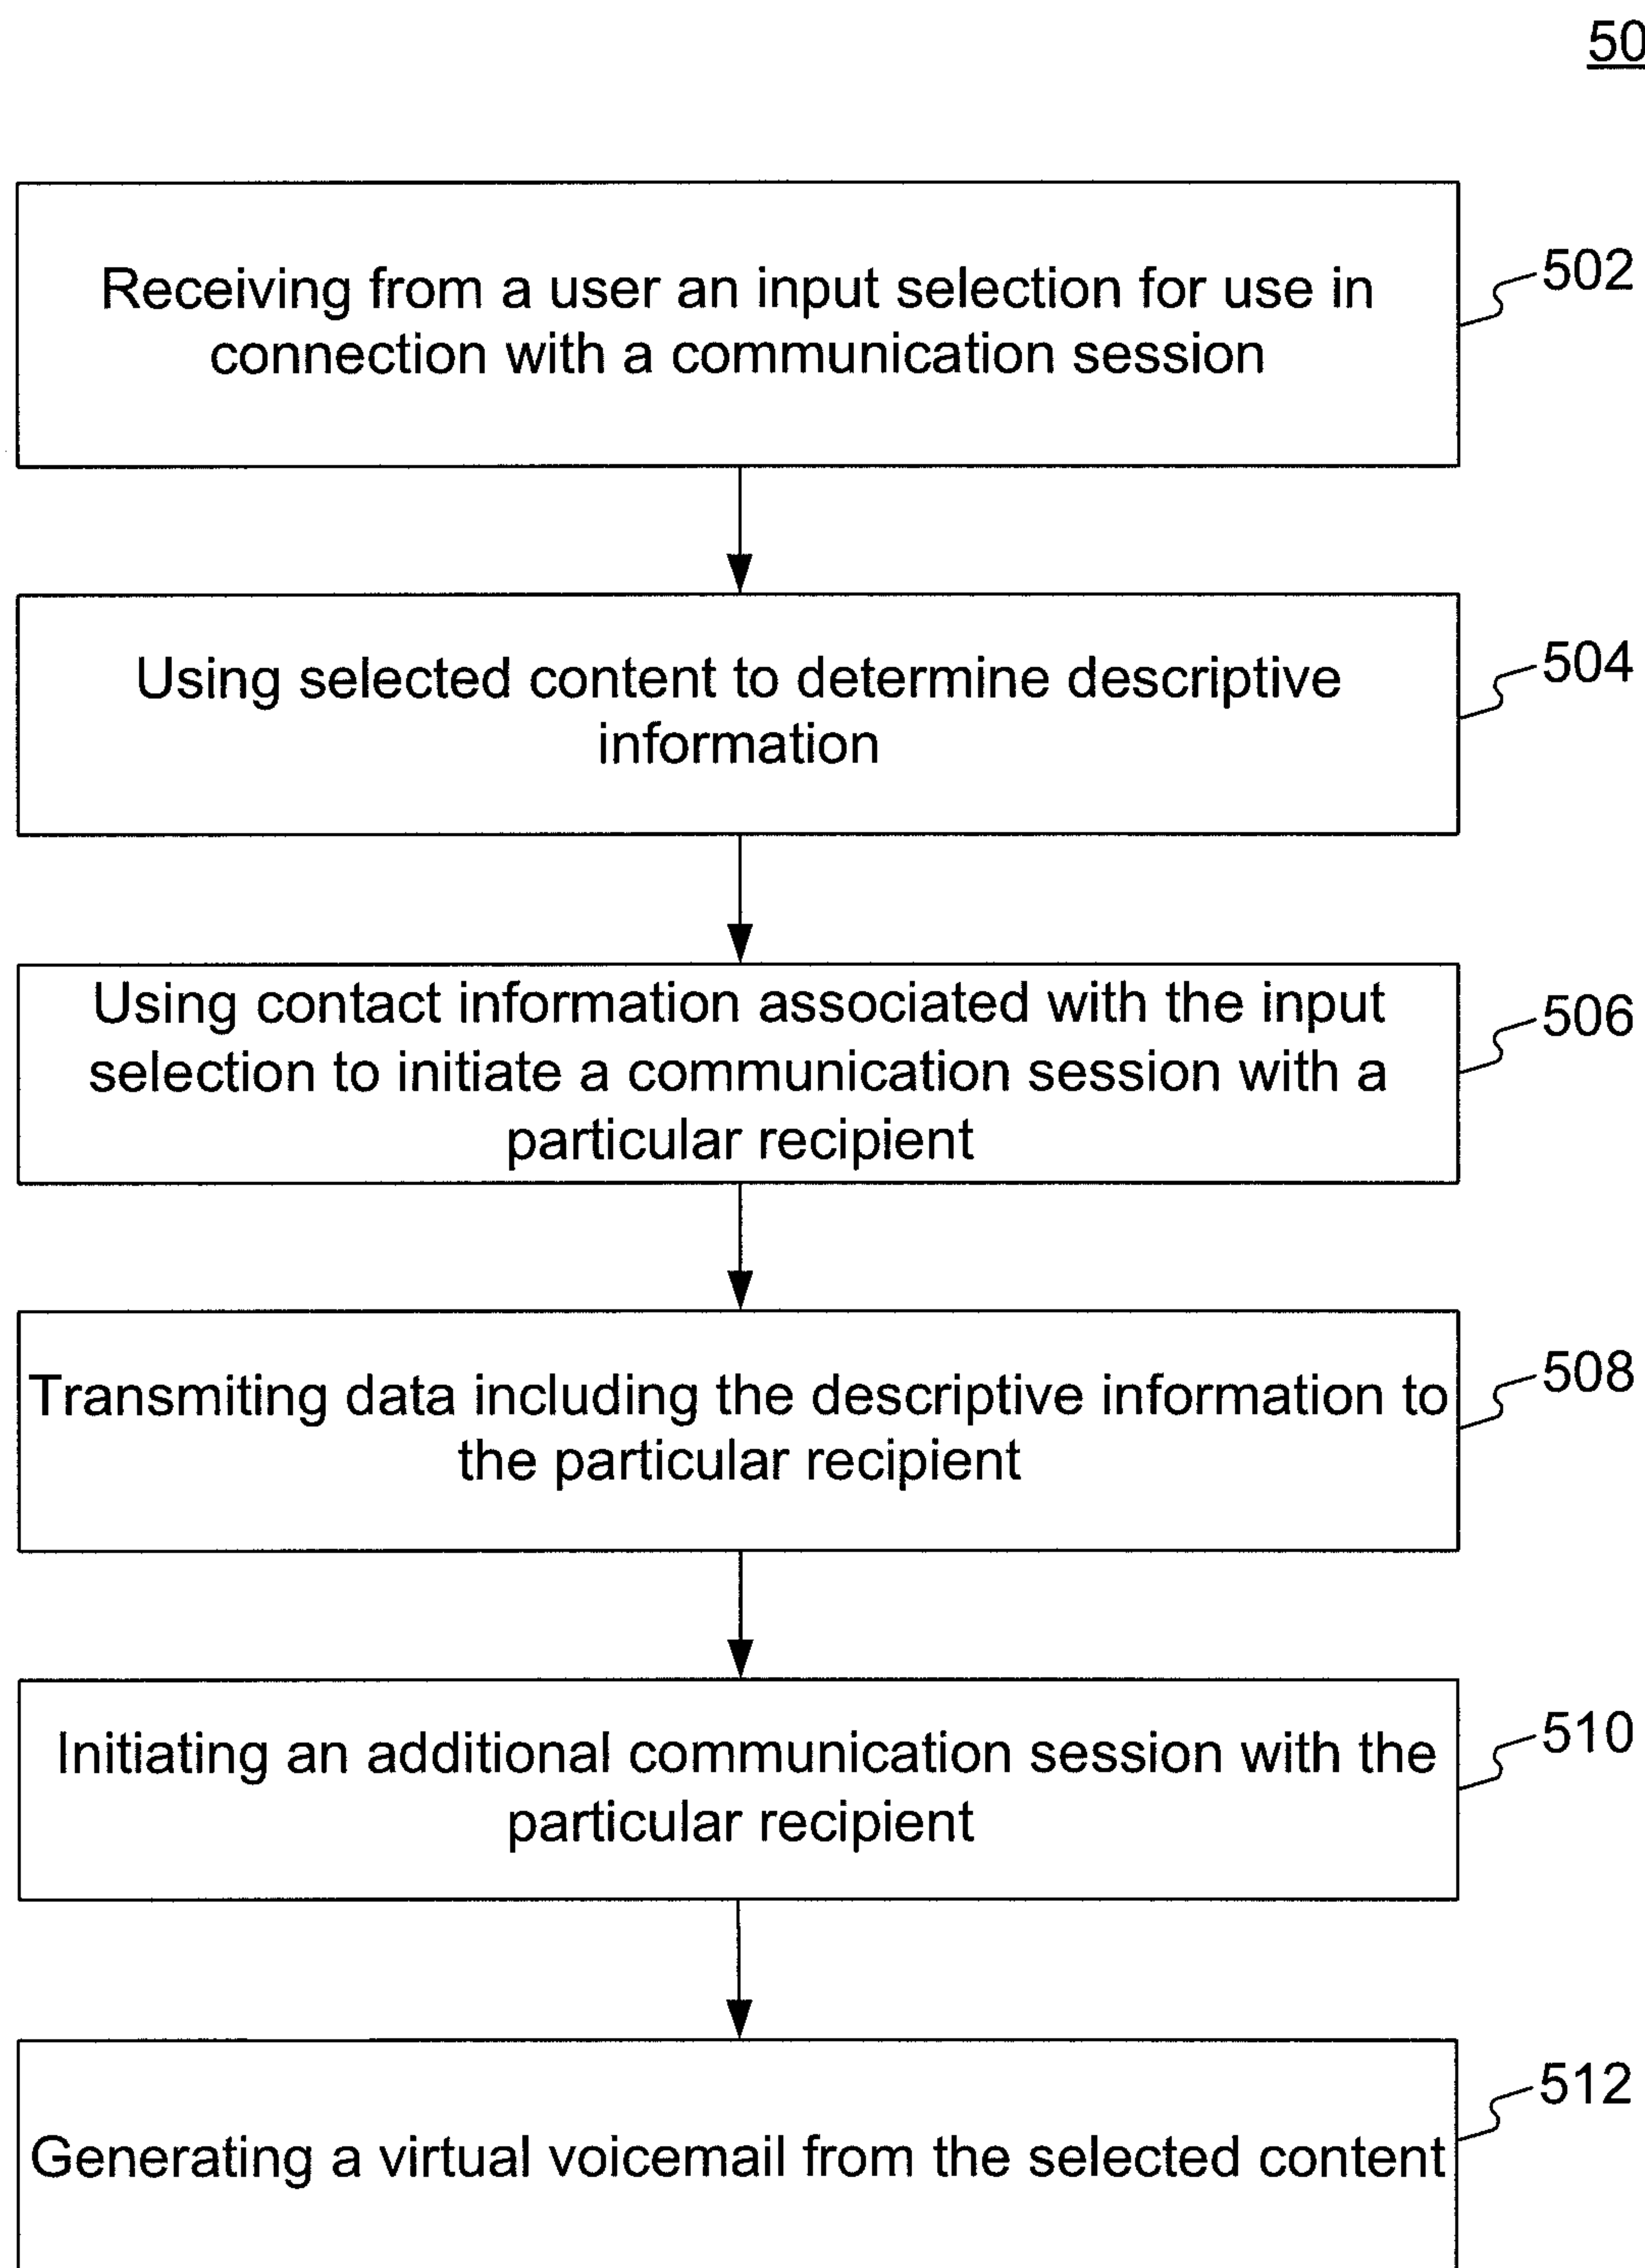 50
Receiving from a user an input selection for use in
connection with a communication session
502
Using selected content to determine descriptive
information
504
Using contact information associated with the input
selection to initiate a communication session with a
particular recipient
506
Transmiting data including the descriptive information to
the particular recipient
508
Initiating an additional communication session with the
particular recipient
510
Generating a virtual voicemail from the selected content
512